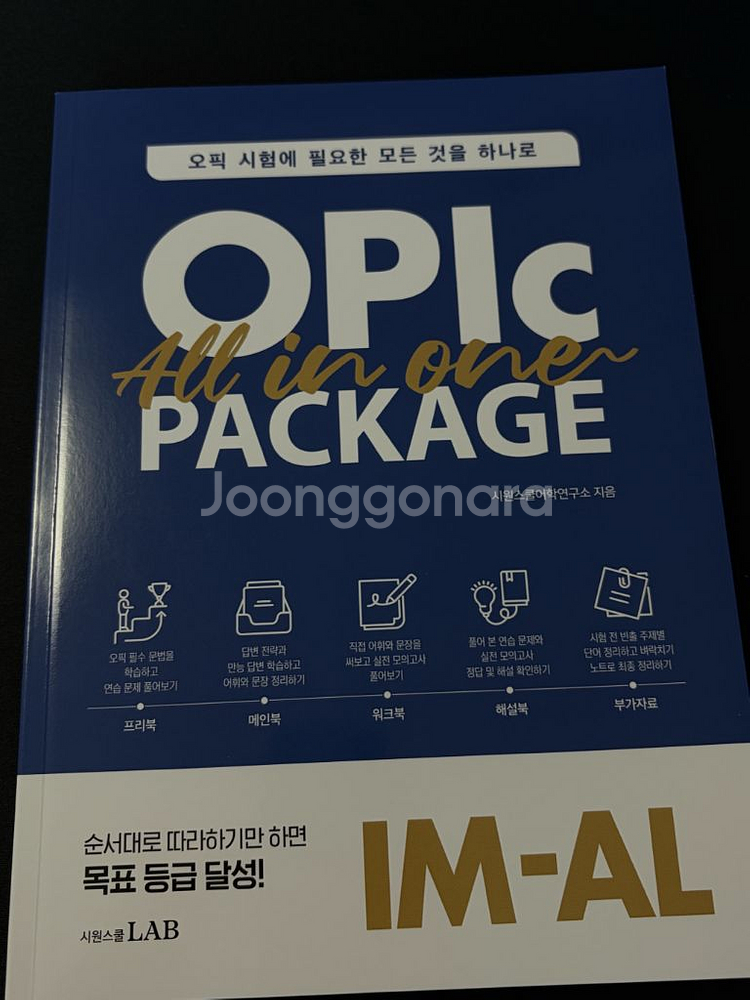 오픽 시험에 필요한 모든 것을 하나로
OPIc
All in one
PACKAGE
시원스쿨어학연구소 지음
Joonggonara
오픽 필수 문법을
학습하고
연습 문제 풀어보기
프리북
답변 전략과
만능 답변 학습하고
어휘와 문장 정리하기
메인북
직접 어휘와 문장을
써보고 실전 모의고사
풀어보기
워크북
풀어 본 연습 문제와
실전 모의고사
정답 및 해설 확인하기
해설북
시험 전 빈출 주제별
단어 정리하고 벼락치기
노트로 최종 정리하기
부가자료
순서대로 따라하기만 하면
목표 등급 달성!
시원스쿨 LAB
IM-AL